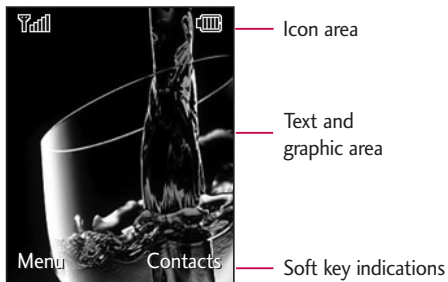 Icon area
Text and
graphic area
Menu Contacts
Soft key indications